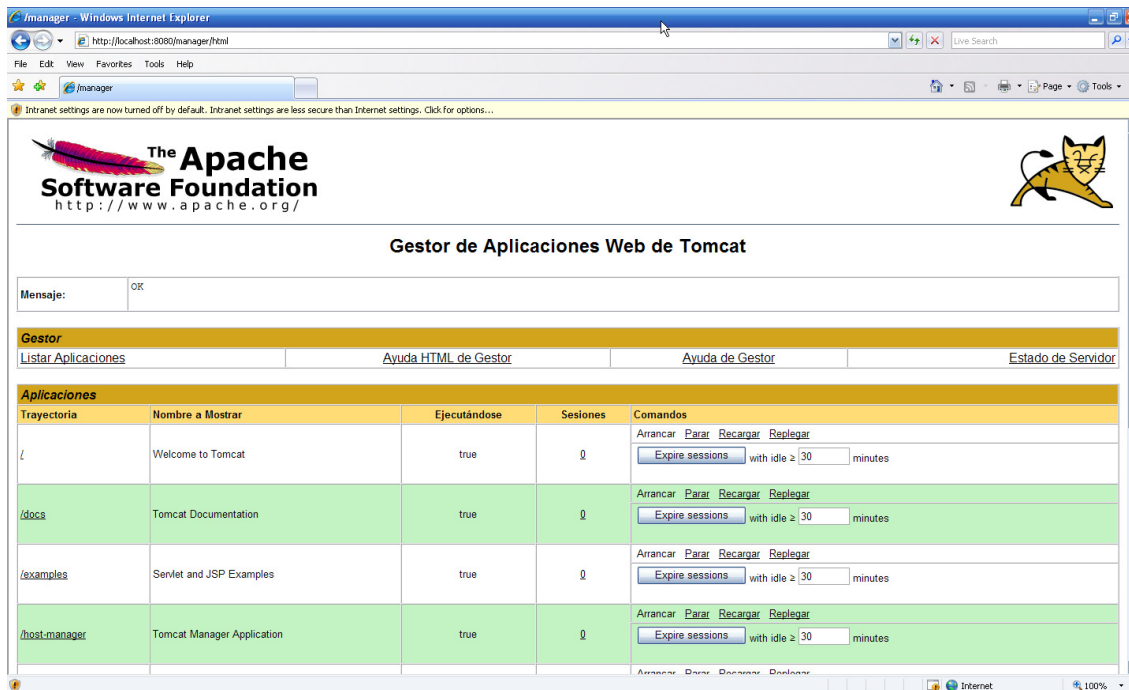 /manager - Windows Internet Explorer
http://localhost:8080/manager/html
Live Search
File Edit View Favorites Tools Help
/manager
Page Tools
Intranet settings are now turned off by default. Intranet settings are less secure than Internet settings. Click for options...
The Apache
Software Foundation
http://www.apache.org/
Gestor de Aplicaciones Web de Tomcat
Mensaje: OK
Gestor
Listar Aplicaciones Ayuda HTML de Gestor Ayuda de Gestor Estado de Servidor
Aplicaciones
Trayectoria Nombre a Mostrar Ejecutándose Sesiones Comandos
Arrancar Parar Recargar Replegar
/ Welcome to Tomcat true 0
Expire sessions with idle ≥ 30 minutes
Arrancar Parar Recargar Replegar
/docs Tomcat Documentation true 0
Expire sessions with idle ≥ 30 minutes
Arrancar Parar Recargar Replegar
/examples Servlet and JSP Examples true 0
Expire sessions with idle ≥ 30 minutes
Arrancar Parar Recargar Replegar
/host-manager Tomcat Manager Application true 0
Expire sessions with idle ≥ 30 minutes
Arrancar Parar Recargar Replegar
Internet 100%